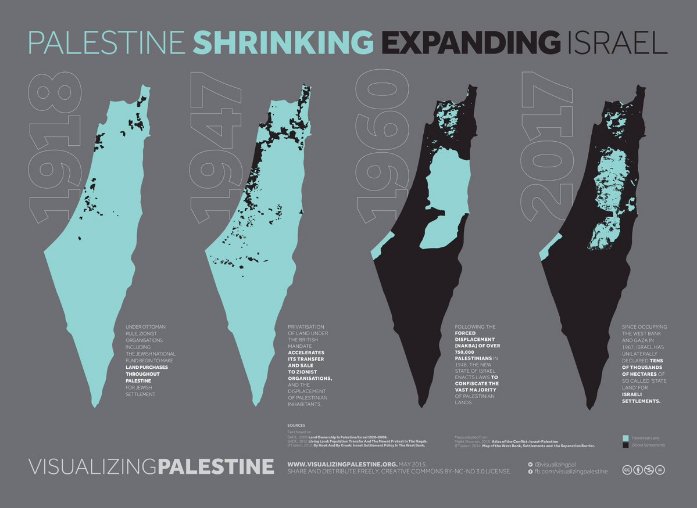 PALESTINE SHRINKING EXPANDING ISRAEL
1918
1947
1960
2017
UNDER OTTOMAN
RULE ZIONIST
ORGANISATIONS,
INCLUDING
THE JEWISH NATIONAL
FUND BEGIN TO MAKE
LAND PURCHASES
THROUGHOUT
PALESTINE
FOR JEWISH
SETTLEMENT.
PRIVATISATION
OF LAND UNDER
THE BRITISH
MANDATE
ACCELERATES
ITS TRANSFER
AND SALE
TO ZIONIST
ORGANISATIONS,
AND THE
DISPLACEMENT
OF PALESTINIAN
INHABITANTS.
FOLLOWING THE
FORCED
DISPLACEMENT
(NAKBA) OF OVER
750,000
PALESTINIANS IN
1948, THE NEW
STATE OF ISRAEL
ENACTS LAWS TO
CONFISCATE THE
VAST MAJORITY
OF PALESTINIAN
LANDS.
SINCE OCCUPYING
THE WEST BANK
AND GAZA IN
1967, ISRAEL HAS
UNILATERALLY
DECLARED TENS
OF THOUSANDS
OF HECTARES OF
SO CALLED 'STATE
LAND' FOR
ISRAELI
SETTLEMENTS.
SOURCES
VISUALIZINGPALESTINE
WWW.VISUALIZINGPALESTINE.ORG. MAY 2015
SHARE AND DISTRIBUTE FREELY. CREATIVE COMMONS BY-NC-ND 3.0 LICENSE.
@visualizingpal
fb.com/visualizingpalestine